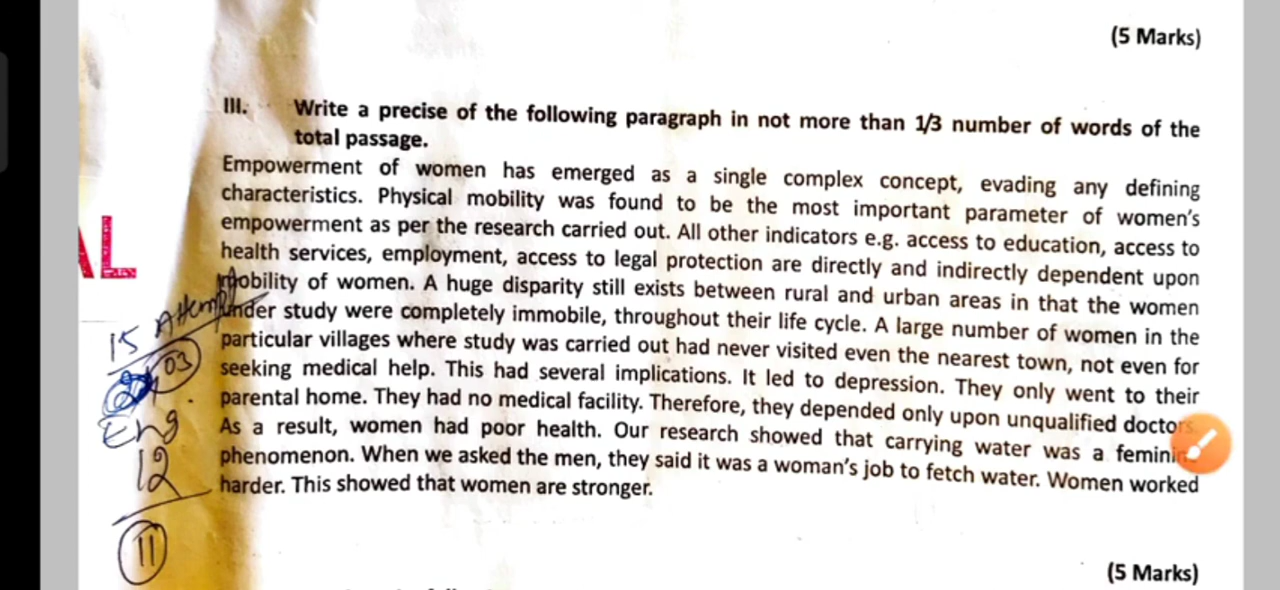 (5 Marks)
III. Write a precise of the following paragraph in not more than 1/3 number of words of the
total passage.
Empowerment of women has emerged as a single complex concept, evading any defining
characteristics. Physical mobility was found to be the most important parameter of women's
empowerment as per the research carried out. All other indicators e.g. access to education, access to
health services, employment, access to legal protection are directly and indirectly dependent upon
mobility of women. A huge disparity still exists between rural and urban areas in that the women
under study were completely immobile, throughout their life cycle. A large number of women in the
particular villages where study was carried out had never visited even the nearest town, not even for
seeking medical help. This had several implications. It led to depression. They only went to their
parental home. They had no medical facility. Therefore, they depended only upon unqualified doctors
As a result, women had poor health. Our research showed that carrying water was a feminine
phenomenon. When we asked the men, they said it was a woman's job to fetch water. Women worked
harder. This showed that women are stronger.
AL
15 Attempt
03
Eng
12
11
(5 Marks)